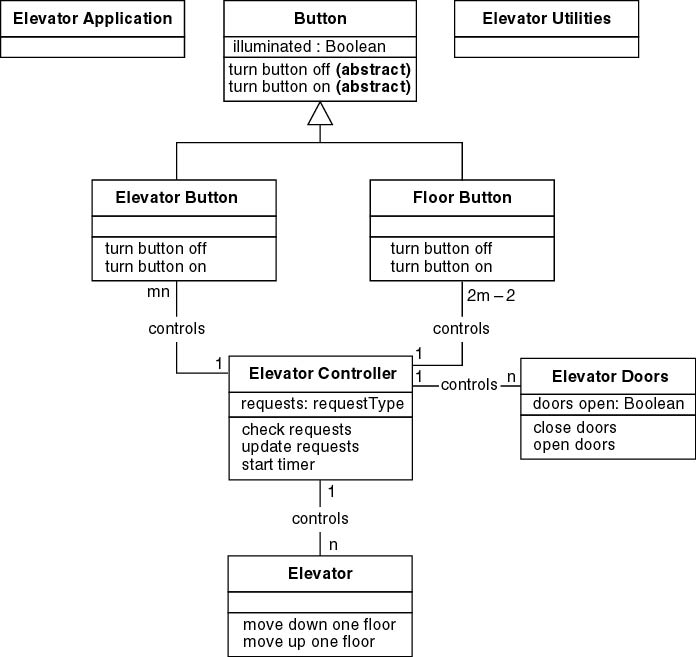 Elevator Application
Button
Elevator Utilities
illuminated : Boolean
turn button off (abstract)
turn button on (abstract)
Elevator Button
Floor Button
turn button off
turn button on
turn button off
turn button on
mn
2m – 2
controls
controls
1
1
Elevator Controller
1
controls
n
Elevator Doors
requests: requestType
doors open: Boolean
check requests
update requests
start timer
close doors
open doors
1
controls
n
Elevator
move down one floor
move up one floor